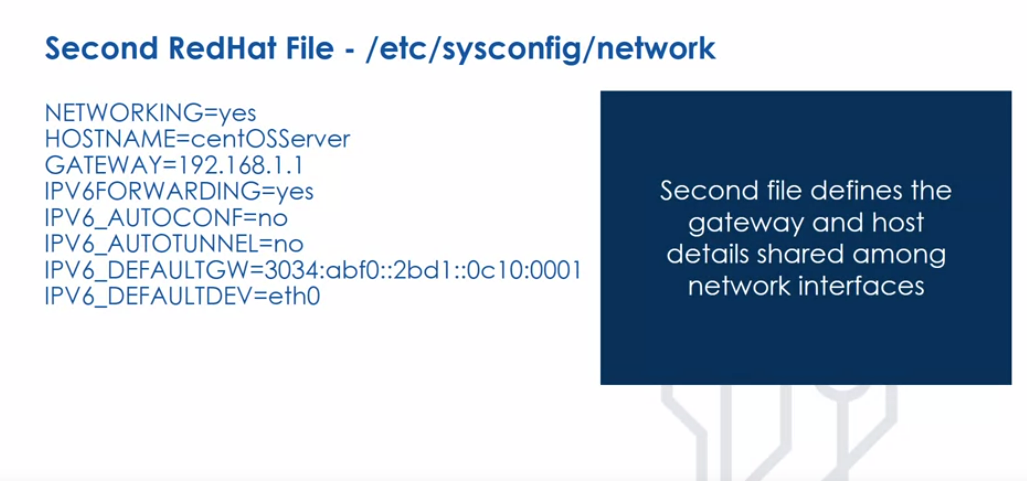 Second RedHat File - /etc/sysconfig/network
NETWORKING=yes
HOSTNAME=centOSServer
GATEWAY=192.168.1.1
IPV6FORWARDING=yes
IPV6_AUTOCONF=no
IPV6_AUTOTUNNEL=no
IPV6_DEFAULTGW=3034:abf0::2bd1::0c10:0001
IPV6_DEFAULTDEV=eth0
Second file defines the
gateway and host
details shared among
network interfaces